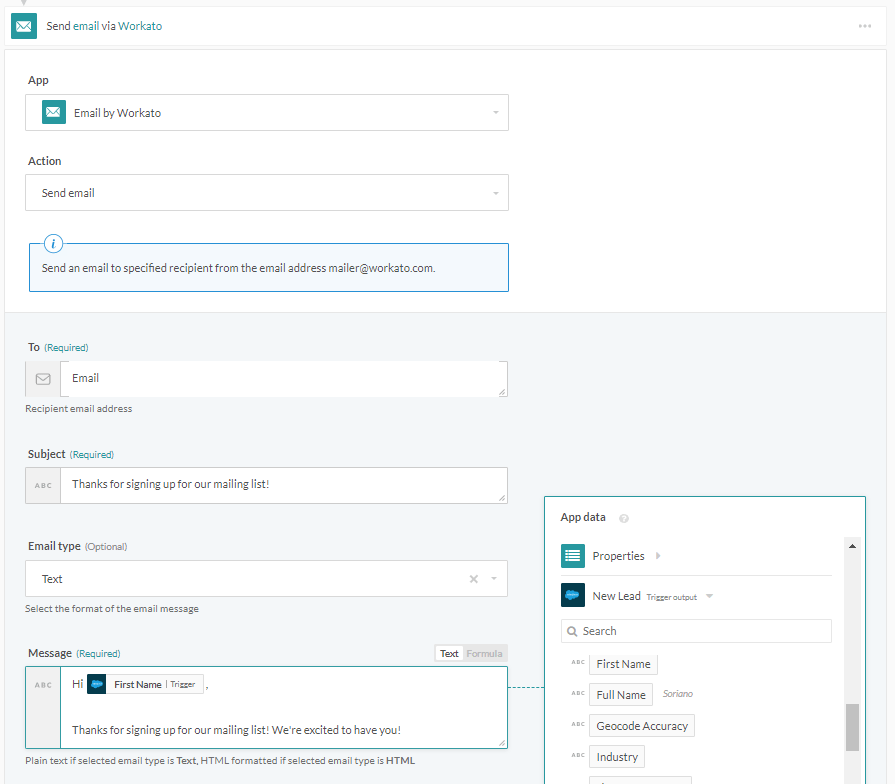 Send email via Workato
App
Email by Workato
Action
Send email
i
Send an email to specified recipient from the email address mailer@workato.com.
To (Required)
Email
Recipient email address
Subject (Required)
ABC Thanks for signing up for our mailing list!
Email type (Optional)
Text
Select the format of the email message
Message (Required) Text Formula
ABC Hi First Name | Trigger ,
Thanks for signing up for our mailing list! We're excited to have you!
Plain text if selected email type is Text, HTML formatted if selected email type is HTML
App data ?
Properties
New Lead Trigger output
Search
ABC First Name
ABC Full Name Soriano
ABC Geocode Accuracy
ABC Industry